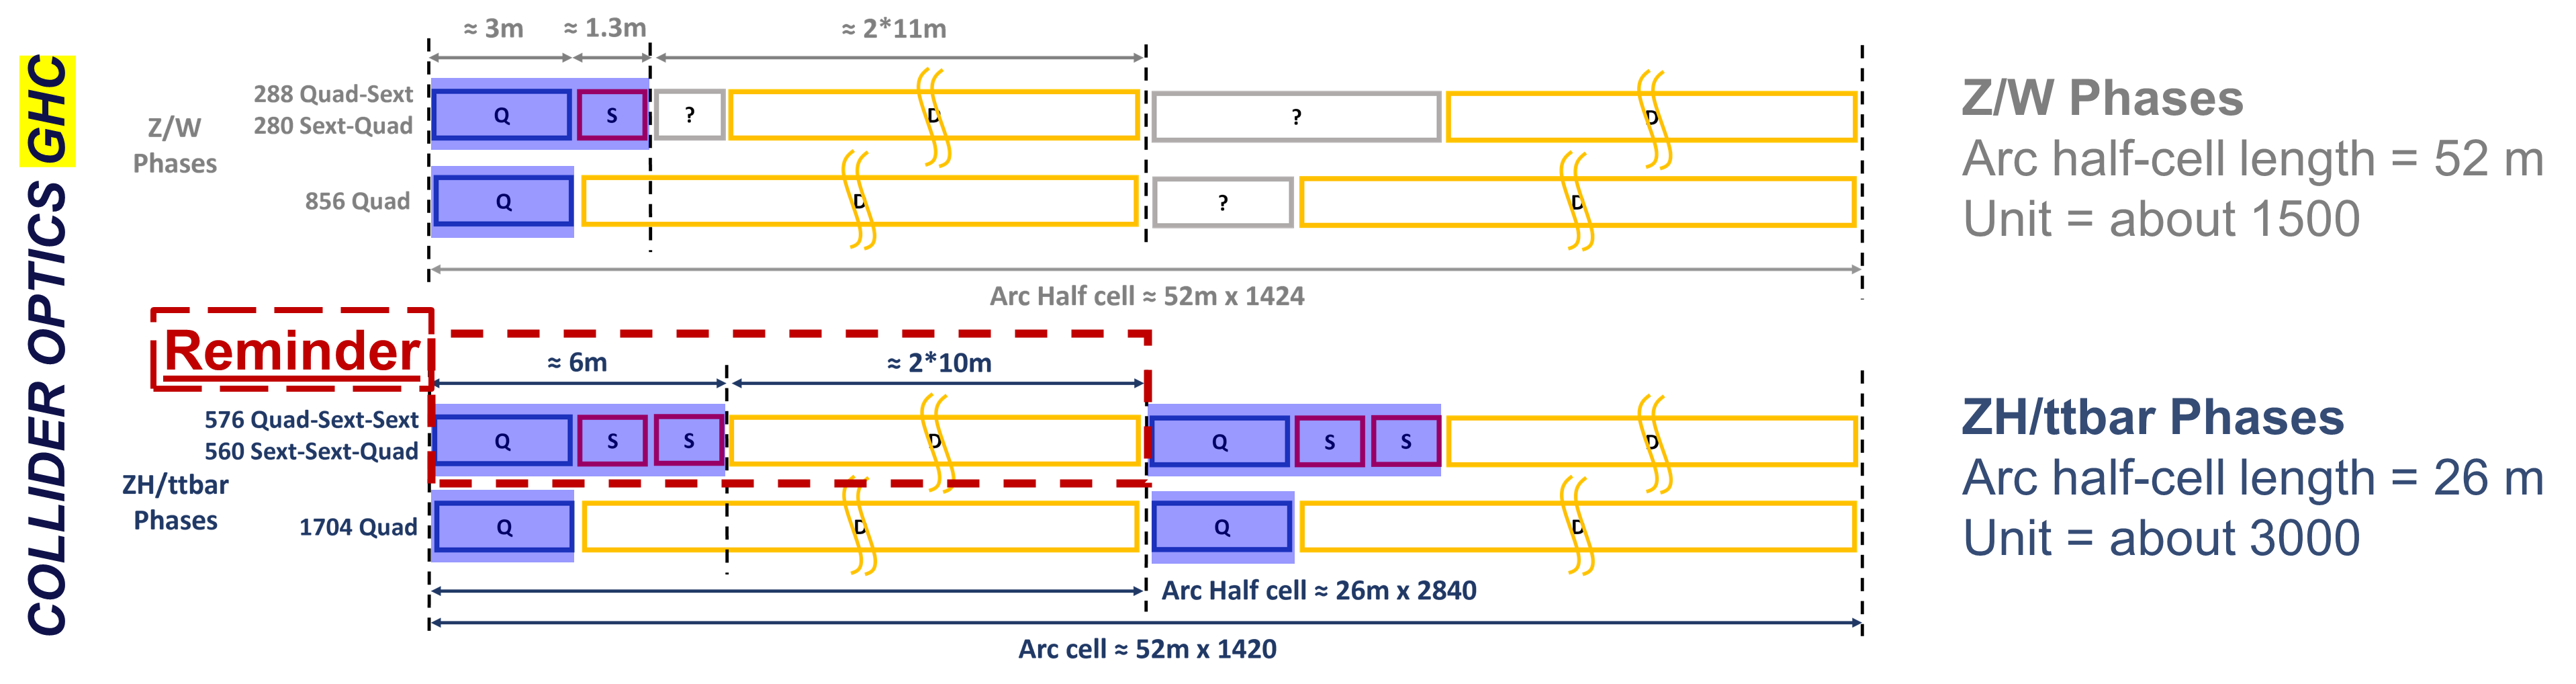 COLLIDER OPTICS GHC
≈ 3m
≈ 1.3m
≈ 2*11m
288 Quad-Sext
280 Sext-Quad
Z/W
Phases
856 Quad
Q
S
?
D
?
D
Q
D
?
D
Arc Half cell ≈ 52m x 1424
Z/W Phases
Arc half-cell length = 52 m
Unit = about 1500
Reminder
≈ 6m
≈ 2*10m
576 Quad-Sext-Sext
560 Sext-Sext-Quad
ZH/ttbar
Phases
1704 Quad
Q
S
S
D
Q
S
S
D
Q
D
Q
D
Arc Half cell ≈ 26m x 2840
Arc cell ≈ 52m x 1420
ZH/ttbar Phases
Arc half-cell length = 26 m
Unit = about 3000